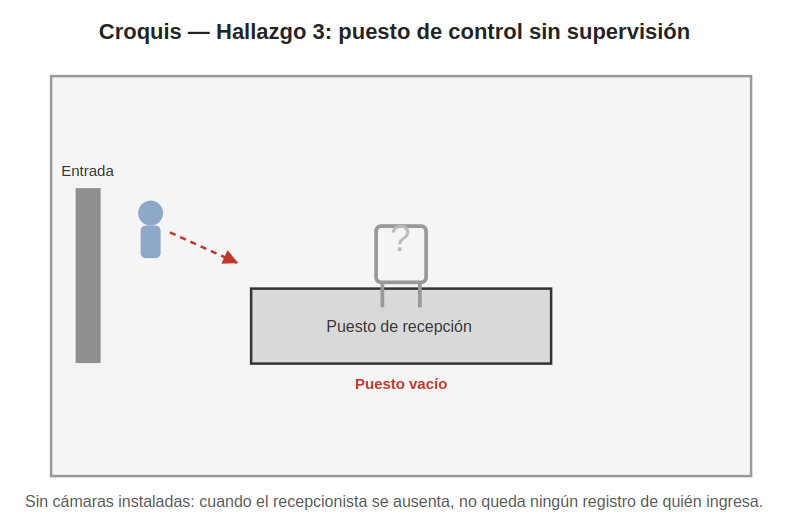 Croquis — Hallazgo 3: puesto de control sin supervisión
Entrada
?
Puesto de recepción
Puesto vacío
Sin cámaras instaladas: cuando el recepcionista se ausenta, no queda ningún registro de quién ingresa.